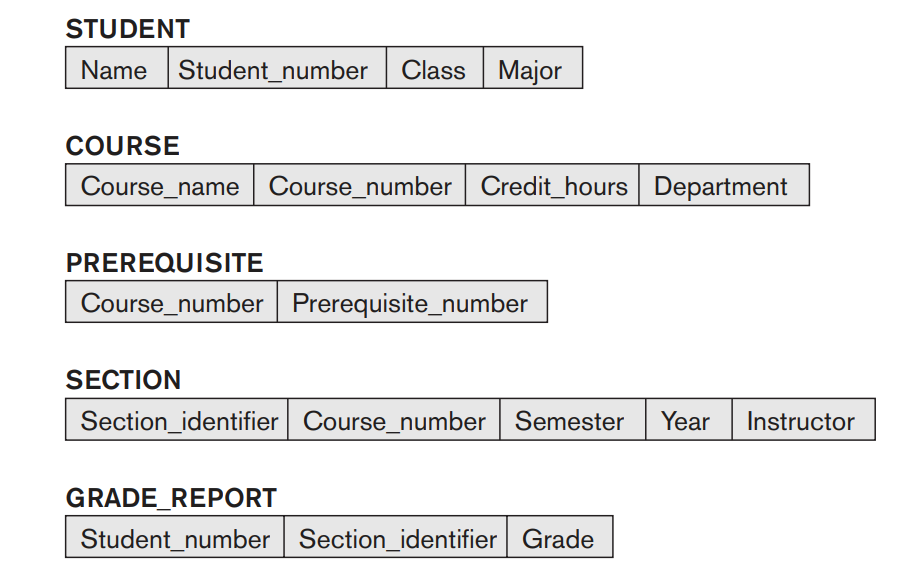 STUDENT
Name Student_number Class Major
COURSE
Course_name Course_number Credit_hours Department
PREREQUISITE
Course_number Prerequisite_number
SECTION
Section_identifier Course_number Semester Year Instructor
GRADE_REPORT
Student_number Section_identifier Grade